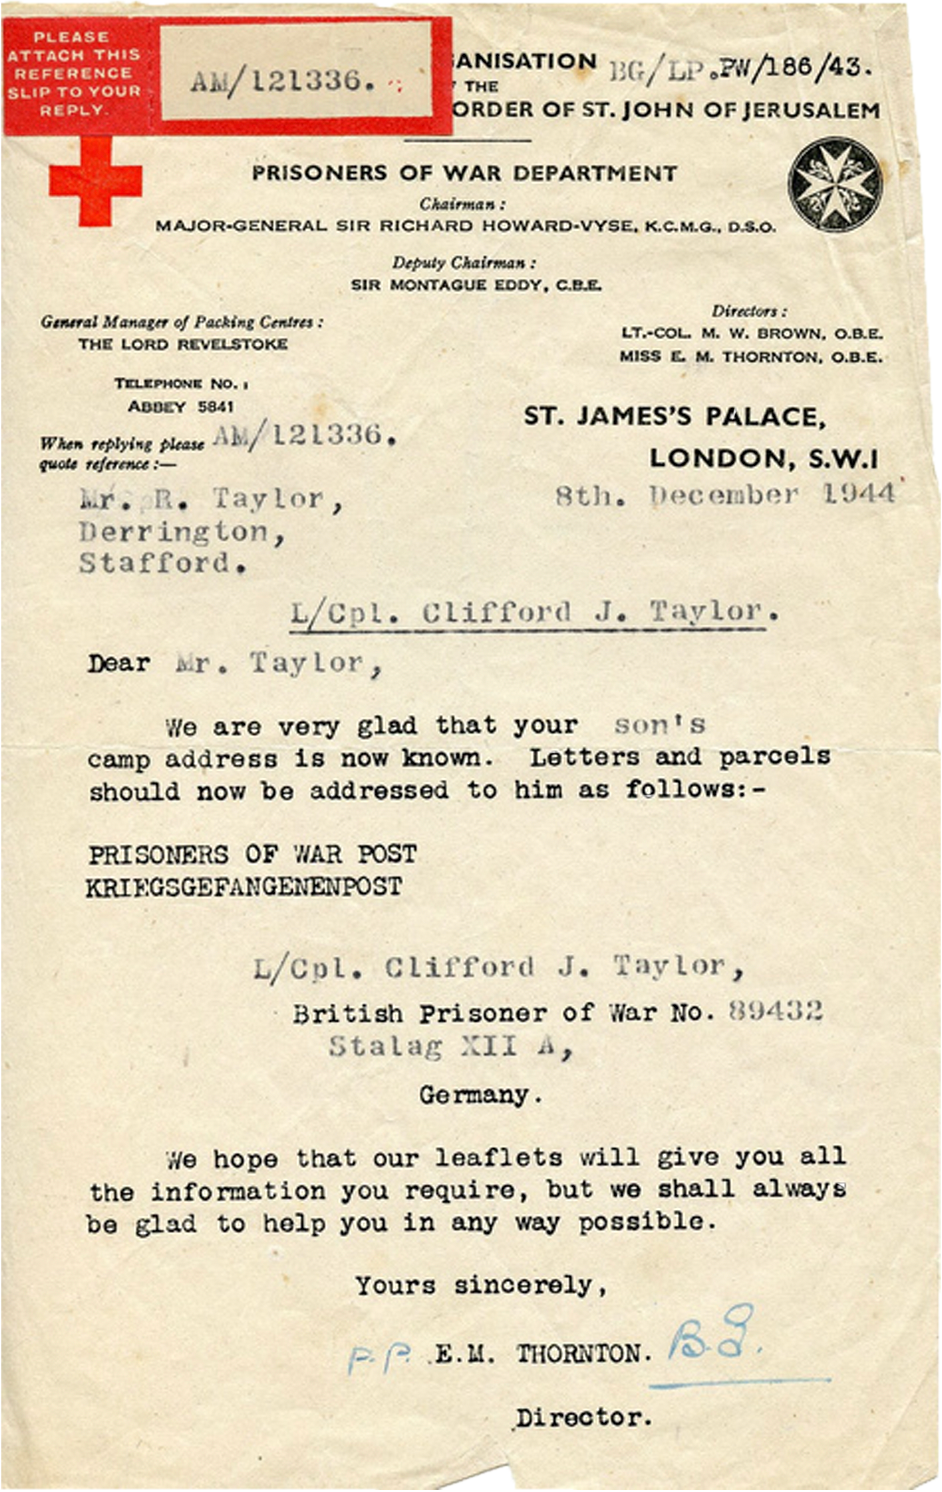 PLEASE
ATTACH THIS
REFERENCE
SLIP TO YOUR
REPLY.
AM/121336.
ANISATION BG/LP.PW/186/43.
THE
ORDER OF ST. JOHN OF JERUSALEM
PRISONERS OF WAR DEPARTMENT
Chairman :
MAJOR-GENERAL SIR RICHARD HOWARD-VYSE, K.C.M.G., D.S.O.
Deputy Chairman :
SIR MONTAGUE EDDY, C.B.E.
General Manager of Packing Centres :
THE LORD REVELSTOKE
Directors :
LT.-COL. M. W. BROWN, O.B.E.
MISS E. M. THORNTON, O.B.E.
TELEPHONE NO. :
ABBEY 5841
When replying please AM/121336.
quote reference :—
ST. JAMES'S PALACE,
LONDON, S.W.1
8th. December 1944
Mr. R. Taylor,
Derrington,
Stafford.
L/Cpl. Clifford J. Taylor.
Dear Mr. Taylor,
We are very glad that your son's
camp address is now known. Letters and parcels
should now be addressed to him as follows:-
PRISONERS OF WAR POST
KRIEGSGEFANGENENPOST
L/Cpl. Clifford J. Taylor,
British Prisoner of War No. 89432
Stalag XII A,
Germany.
We hope that our leaflets will give you all
the information you require, but we shall always
be glad to help you in any way possible.
Yours sincerely,
P.P. E.M. THORNTON. B.G.
Director.